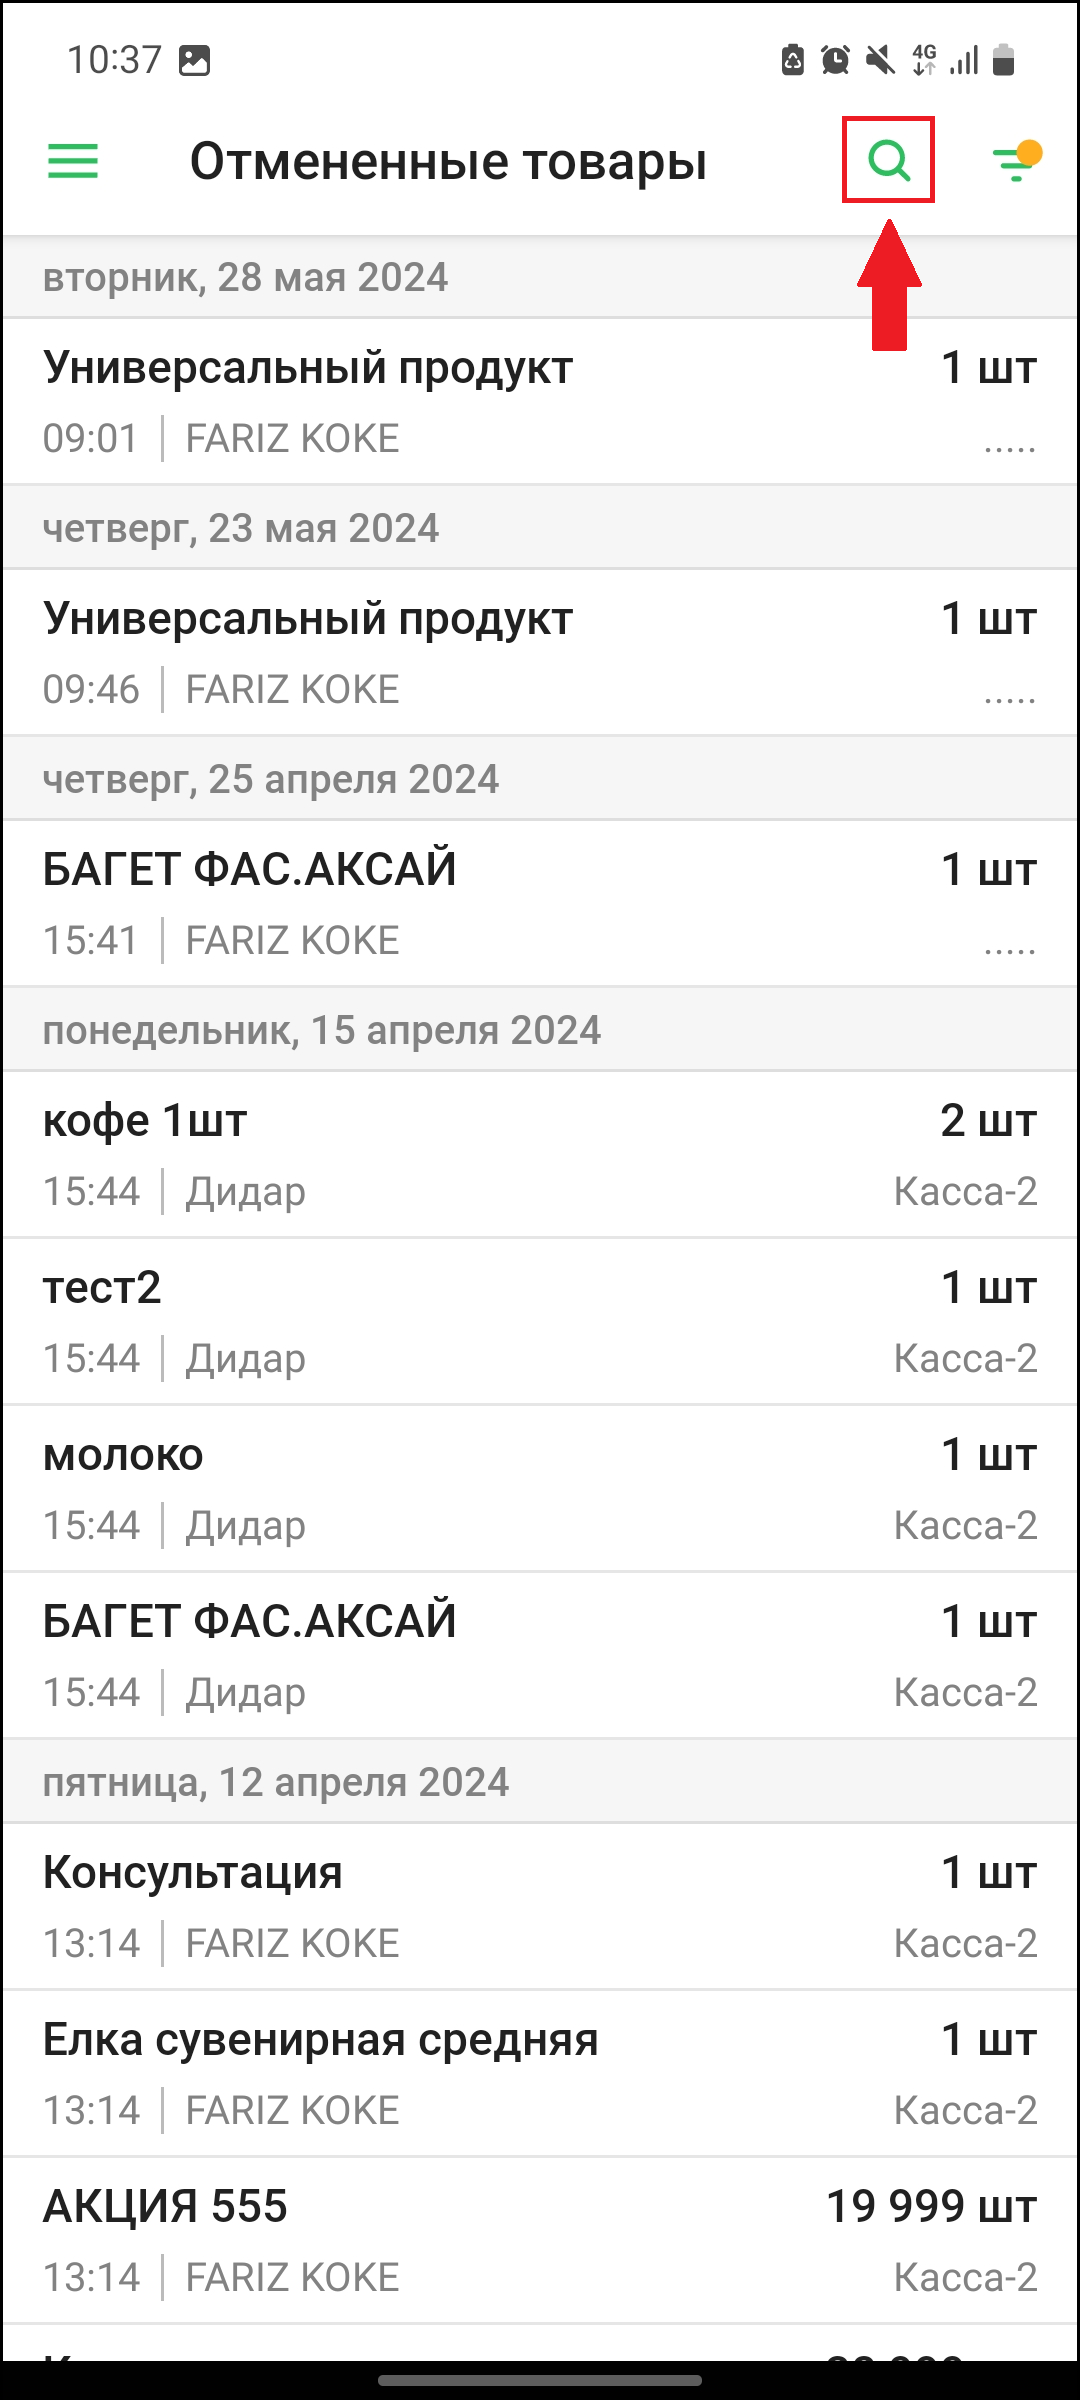 10:37
4G
Отмененные товары
вторник, 28 мая 2024
Универсальный продукт 1 шт
09:01 FARIZ KOKE .....
четверг, 23 мая 2024
Универсальный продукт 1 шт
09:46 FARIZ KOKE .....
четверг, 25 апреля 2024
БАГЕТ ФАС.АКСАЙ 1 шт
15:41 FARIZ KOKE .....
понедельник, 15 апреля 2024
кофе 1шт 2 шт
15:44 Дидар Касса-2
тест2 1 шт
15:44 Дидар Касса-2
молоко 1 шт
15:44 Дидар Касса-2
БАГЕТ ФАС.АКСАЙ 1 шт
15:44 Дидар Касса-2
пятница, 12 апреля 2024
Консультация 1 шт
13:14 FARIZ KOKE Касса-2
Елка сувенирная средняя 1 шт
13:14 FARIZ KOKE Касса-2
АКЦИЯ 555 19 999 шт
13:14 FARIZ KOKE Касса-2